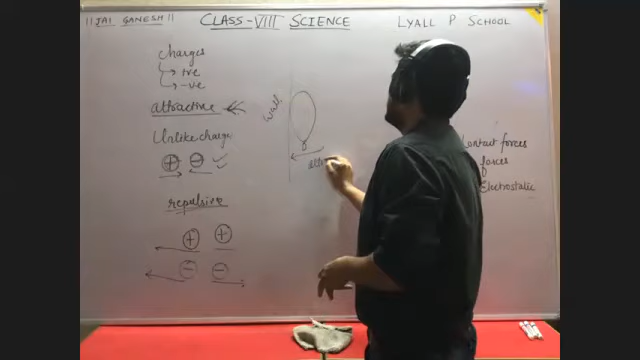 ||JAI GANESH||
CLASS-VIII SCIENCE
LYALL P SCHOOL
Charges
+ve
-ve
attractive
Unlike charge
+ -
repulsive
+ +
- -
Wall
Contact forces
forces
Electrostatic